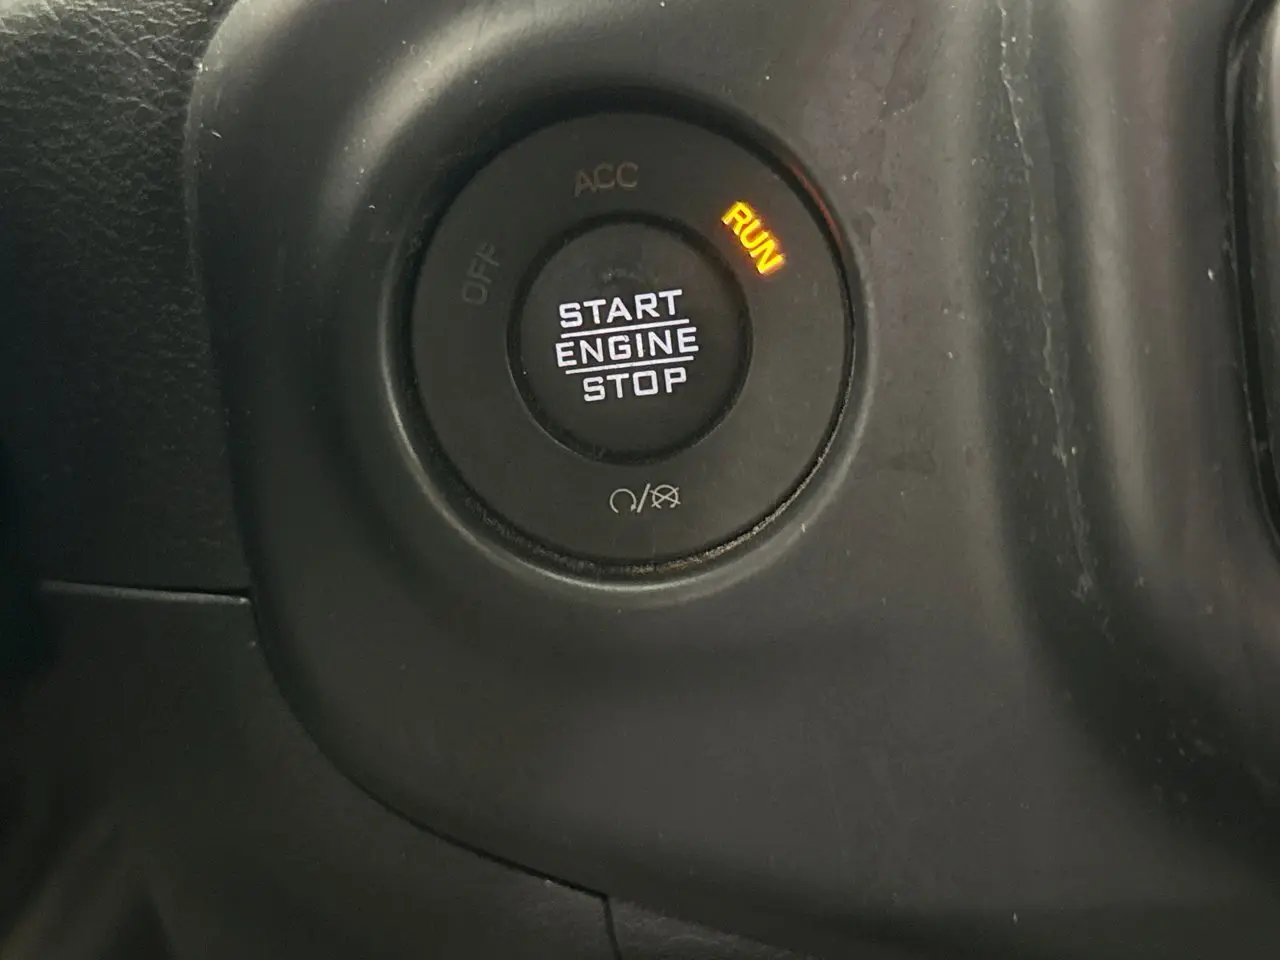 ACC
RUN
OFF
START
ENGINE
STOP